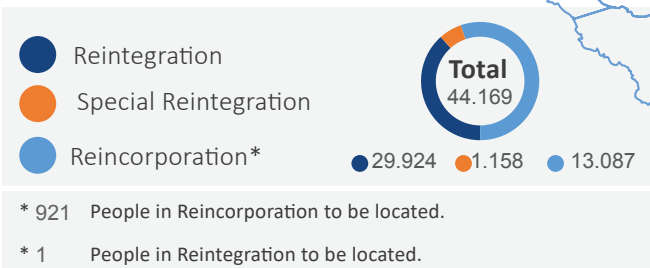 Reintegration
Special Reintegration
Reincorporation*
Total
44.169
29.924 1.158 13.087
* 921 People in Reincorporation to be located.
* 1 People in Reintegration to be located.